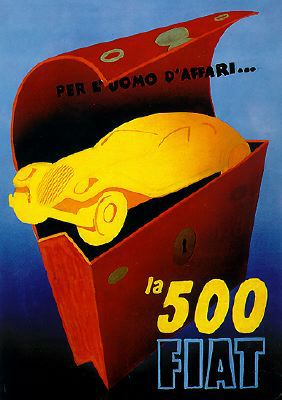 PER L'UOMO D'AFFARI...
la
500
FIAT